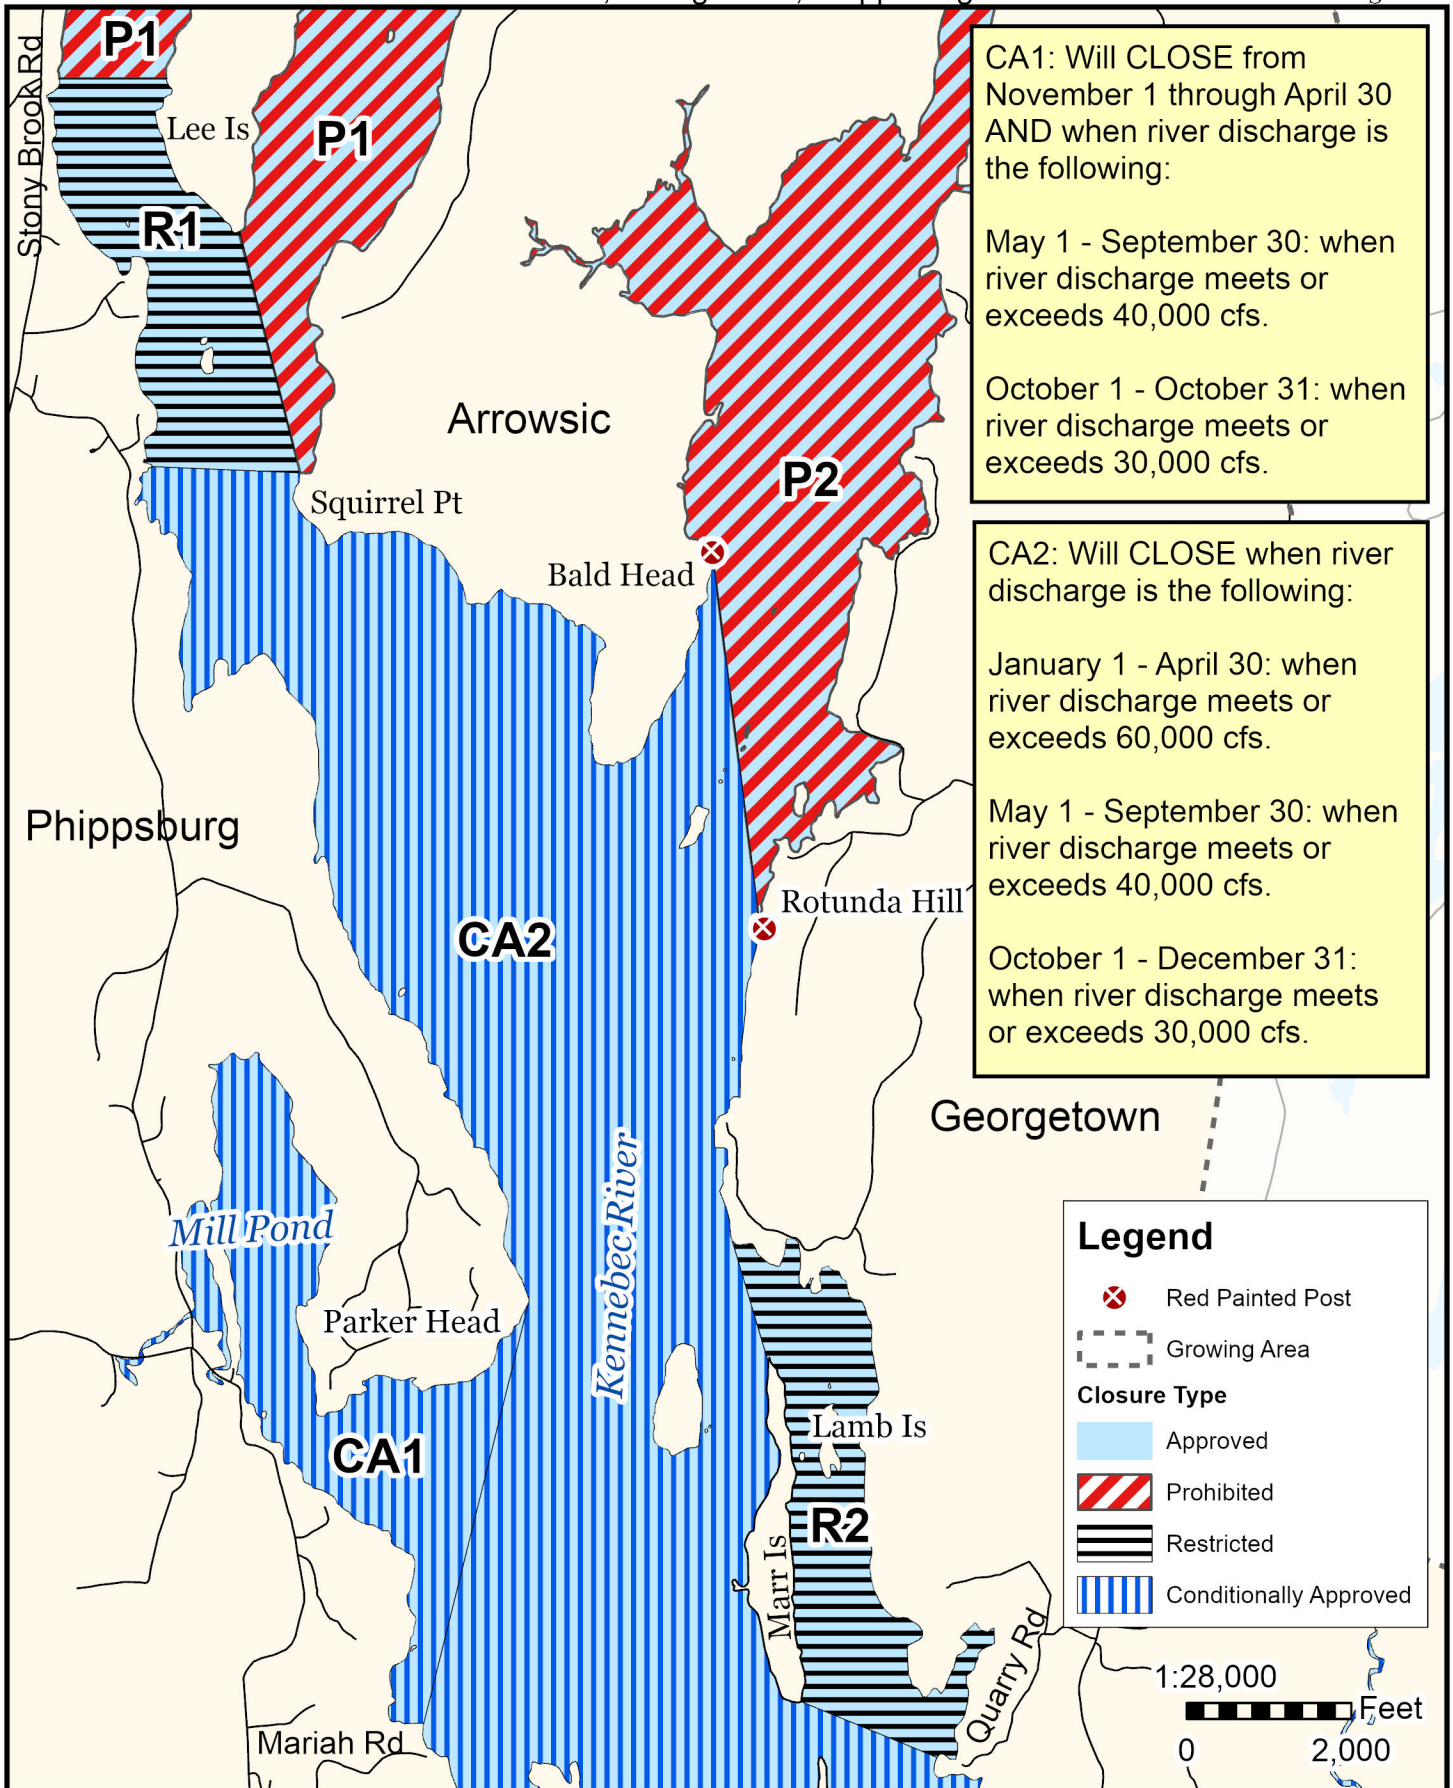 P1
Stony Brook Rd
Lee Is
P1
R1
CA1: Will CLOSE from
November 1 through April 30
AND when river discharge is
the following:
May 1 - September 30: when
river discharge meets or
exceeds 40,000 cfs.
October 1 - October 31: when
river discharge meets or
exceeds 30,000 cfs.
Arrowsic
P2
Squirrel Pt
Bald Head
CA2: Will CLOSE when river
discharge is the following:
January 1 - April 30: when
river discharge meets or
exceeds 60,000 cfs.
May 1 - September 30: when
river discharge meets or
exceeds 40,000 cfs.
October 1 - December 31:
when river discharge meets
or exceeds 30,000 cfs.
Phippsburg
Rotunda Hill
CA2
Georgetown
Kennebec River
Mill Pond
Parker Head
Lamb Is
CA1
R2
Marr Is
Quarry Rd
Mariah Rd
Legend
Red Painted Post
Growing Area
Closure Type
Approved
Prohibited
Restricted
Conditionally Approved
1:28,000
Feet
0 2,000